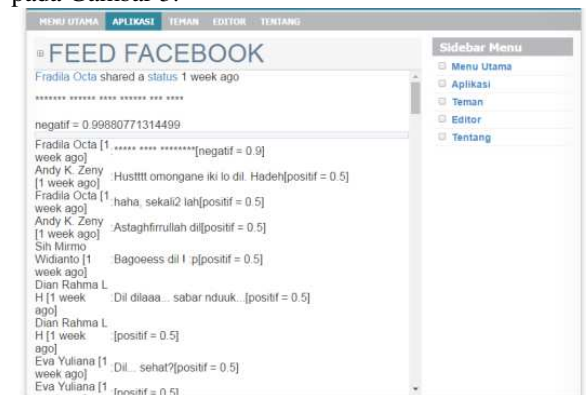 pada Gambar 5.
MENU UTAMA APLIKASI TEMAN EDITOR TENTANG
FEED FACEBOOK
Fradila Octa shared a status 1 week ago
******* ****** **** ****** *** ****
negatif = 0.99880771314499
Fradila Octa [1 week ago] :***** **** ********[negatif = 0.9]
Andy K. Zeny [1 week ago] :Hustttt omongane iki lo dil. Hadeh[positif = 0.5]
Fradila Octa [1 week ago] :haha, sekali2 lah[positif = 0.5]
Andy K. Zeny [1 week ago] :Astaghfirrullah dil[positif = 0.5]
Sih Mirmo Widianto [1 week ago] :Bagoeess dil ! :p[positif = 0.5]
Dian Rahma L H [1 week ago] :Dil dilaaa... sabar nduuk...[positif = 0.5]
Dian Rahma L H [1 week ago] :[positif = 0.5]
Eva Yuliana [1 week ago] :Dil... sehat?[positif = 0.5]
Eva Yuliana [1 :[positif = 0.5]
Sidebar Menu
Menu Utama
Aplikasi
Teman
Editor
Tentang